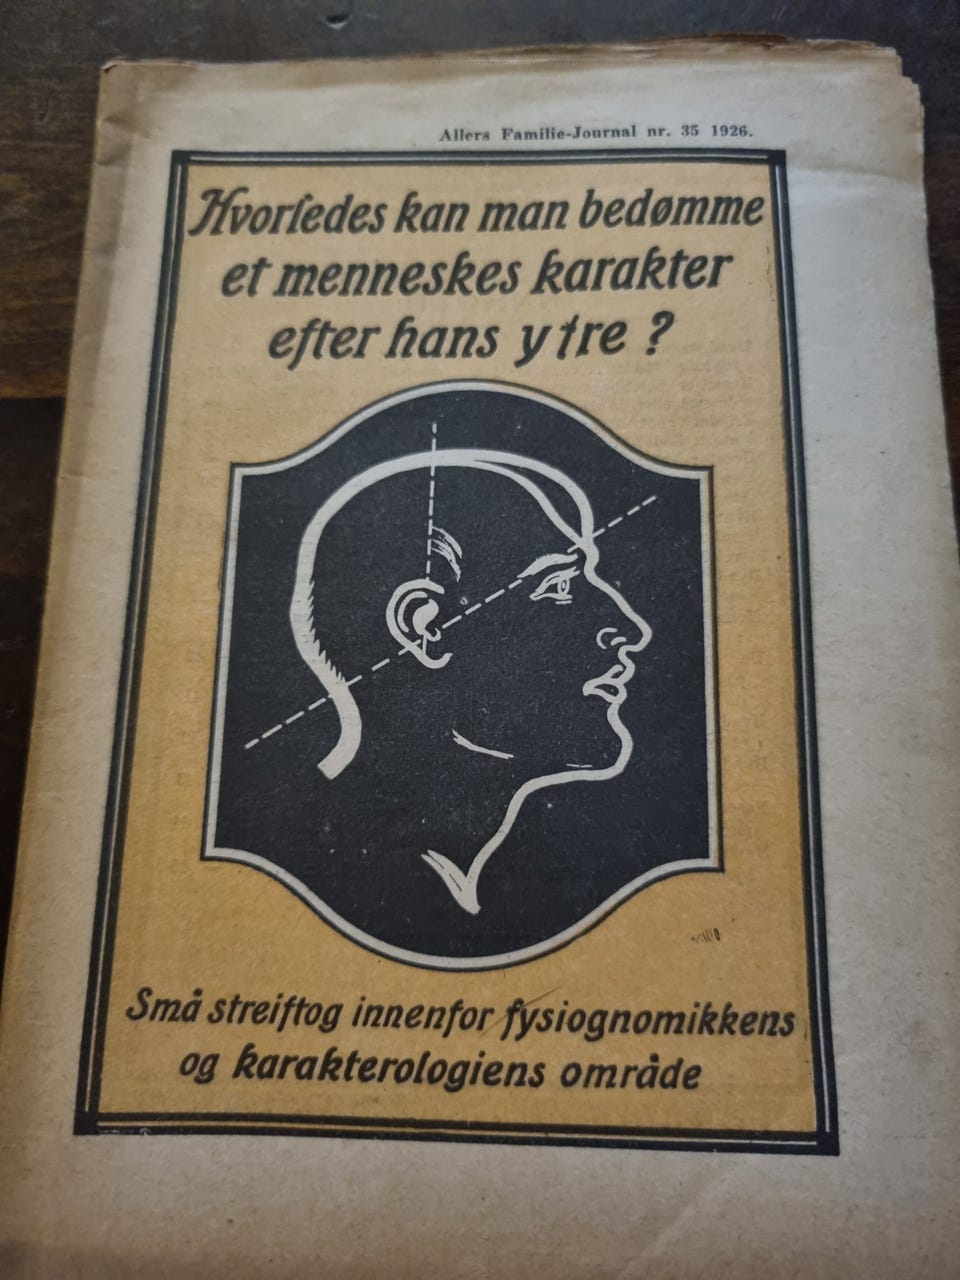 Allers Familie-Journal nr. 35 1926.
Hvorledes kan man bedømme
et menneskes karakter
efter hans ytre ?
Små streiftog innenfor fysiognomikkens
og karakterologiens område